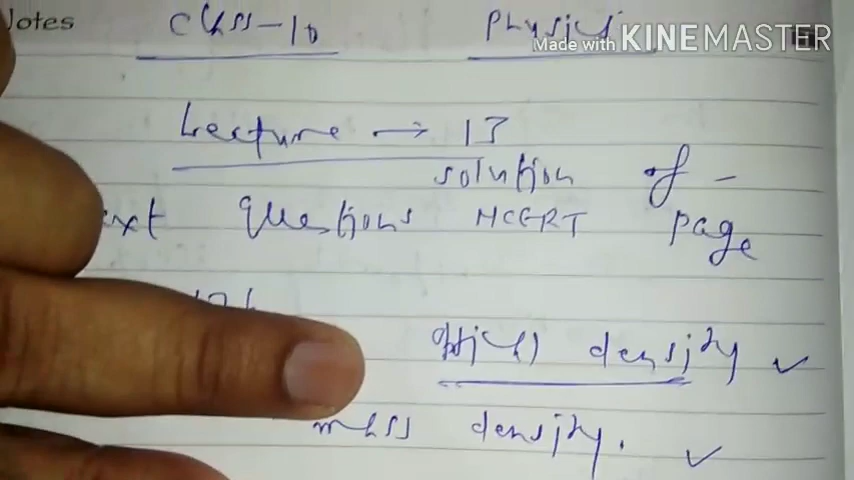 Notes
Class-10 Physics
Made with KINEMASTER
Lecture → 13
solution of -
ext questions NCERT page
optical density ✓
mass density. ✓